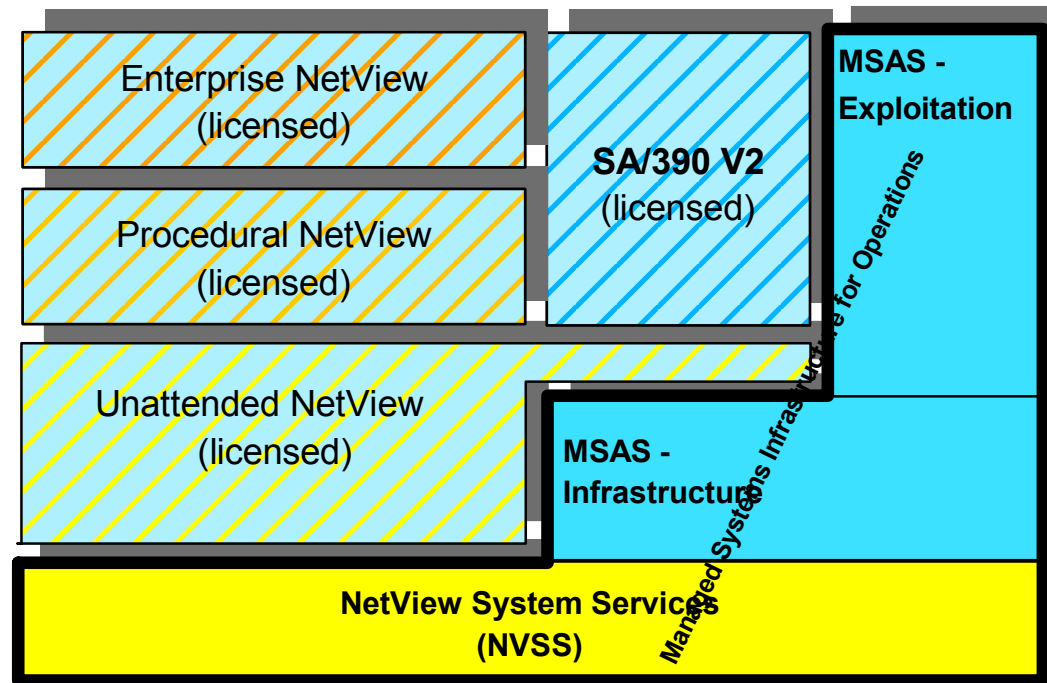 Enterprise NetView
(licensed)
Procedural NetView
(licensed)
Unattended NetView
(licensed)
SA/390 V2
(licensed)
MSAS -
Exploitation
MSAS -
Infrastructure
Managed Systems Infrastructure for Operations
NetView System Services
(NVSS)